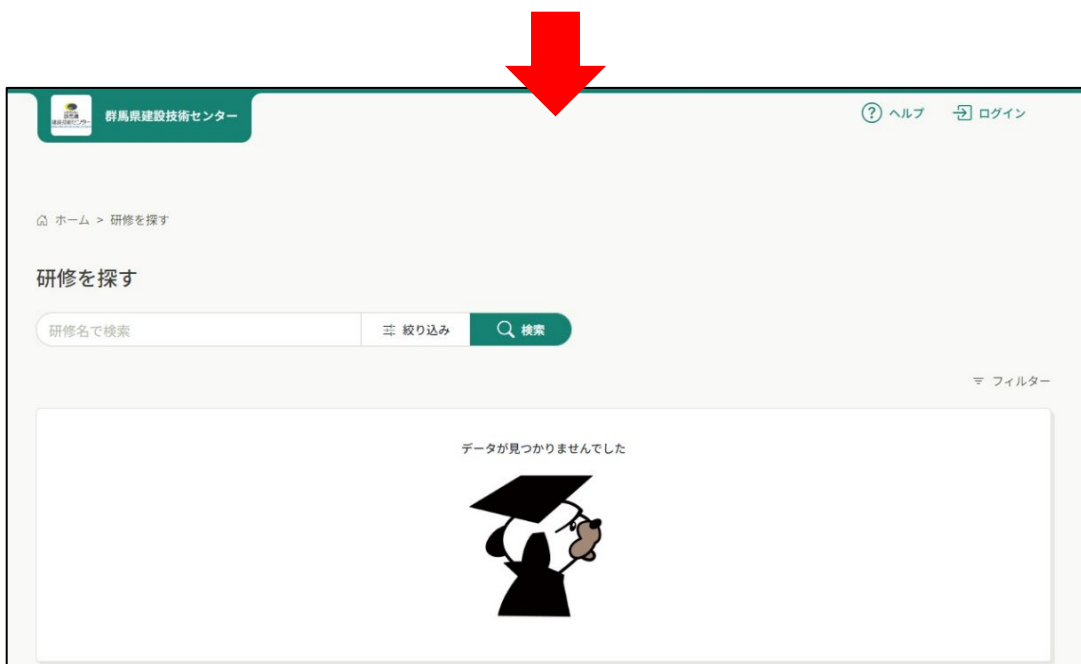 群馬県建設技術センター
ヘルプ
ログイン
ホーム > 研修を探す
研修を探す
研修名で検索
絞り込み
検索
フィルター
データが見つかりませんでした